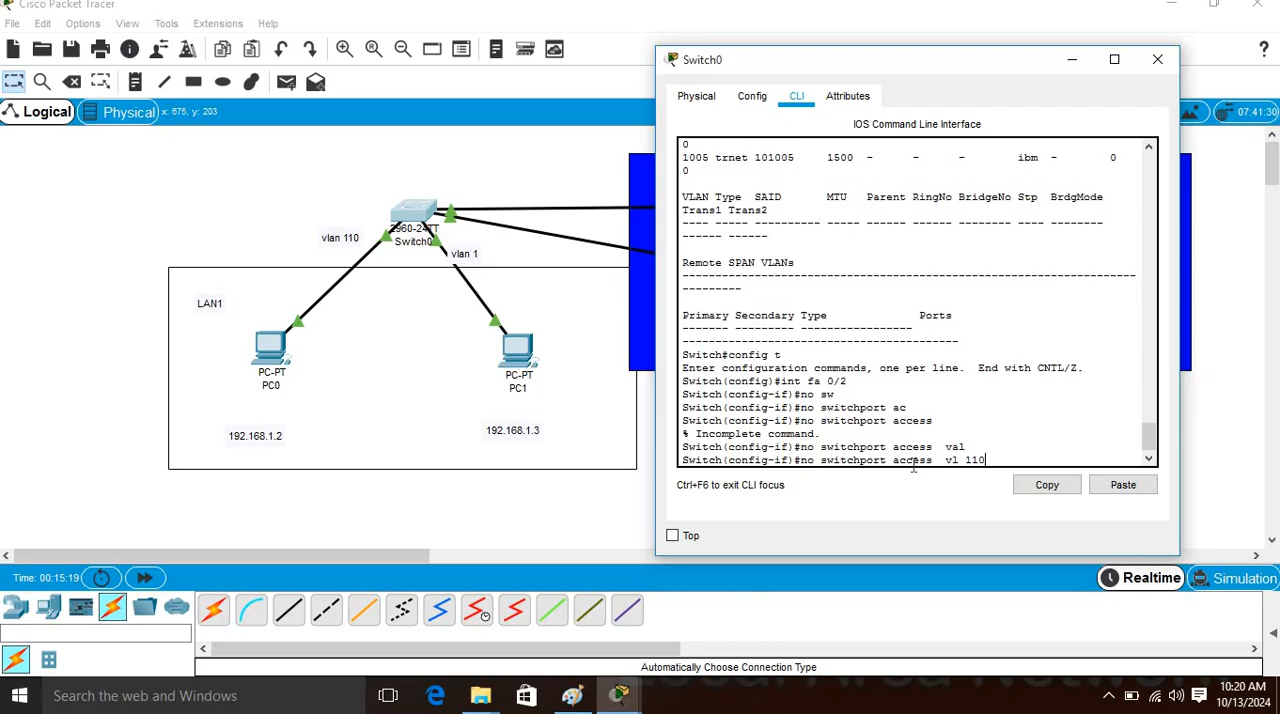 Cisco Packet Tracer
File Edit Options View Tools Extensions Help
Logical Physical x: 675, y: 203 07:41:30
vlan 110
2960-24TT
Switch0
vlan 1
LAN1
PC-PT
PC0
PC-PT
PC1
192.168.1.2
192.168.1.3
Switch0
Physical Config CLI Attributes
IOS Command Line Interface
0
1005 trnet 101005 1500 - - - ibm - 0
0
VLAN Type SAID MTU Parent RingNo BridgeNo Stp BrdgMode
Trans1 Trans2
---- ----- ---------- ----- ------ ------ -------- ---- --------
------ ------
Remote SPAN VLANs
------------------------------------------------------------------------------
Primary Secondary Type Ports
------- --------- ----------------- ------------------------------------------
Switch#config t
Enter configuration commands, one per line. End with CNTL/Z.
Switch(config)#int fa 0/2
Switch(config-if)#no sw
Switch(config-if)#no switchport ac
Switch(config-if)#no switchport access
% Incomplete command.
Switch(config-if)#no switchport access val
Switch(config-if)#no switchport access vl 110
Ctrl+F6 to exit CLI focus
Copy
Paste
Top
Time: 00:15:19
Realtime
Simulation
Automatically Choose Connection Type
Search the web and Windows
10:20 AM
10/13/2024